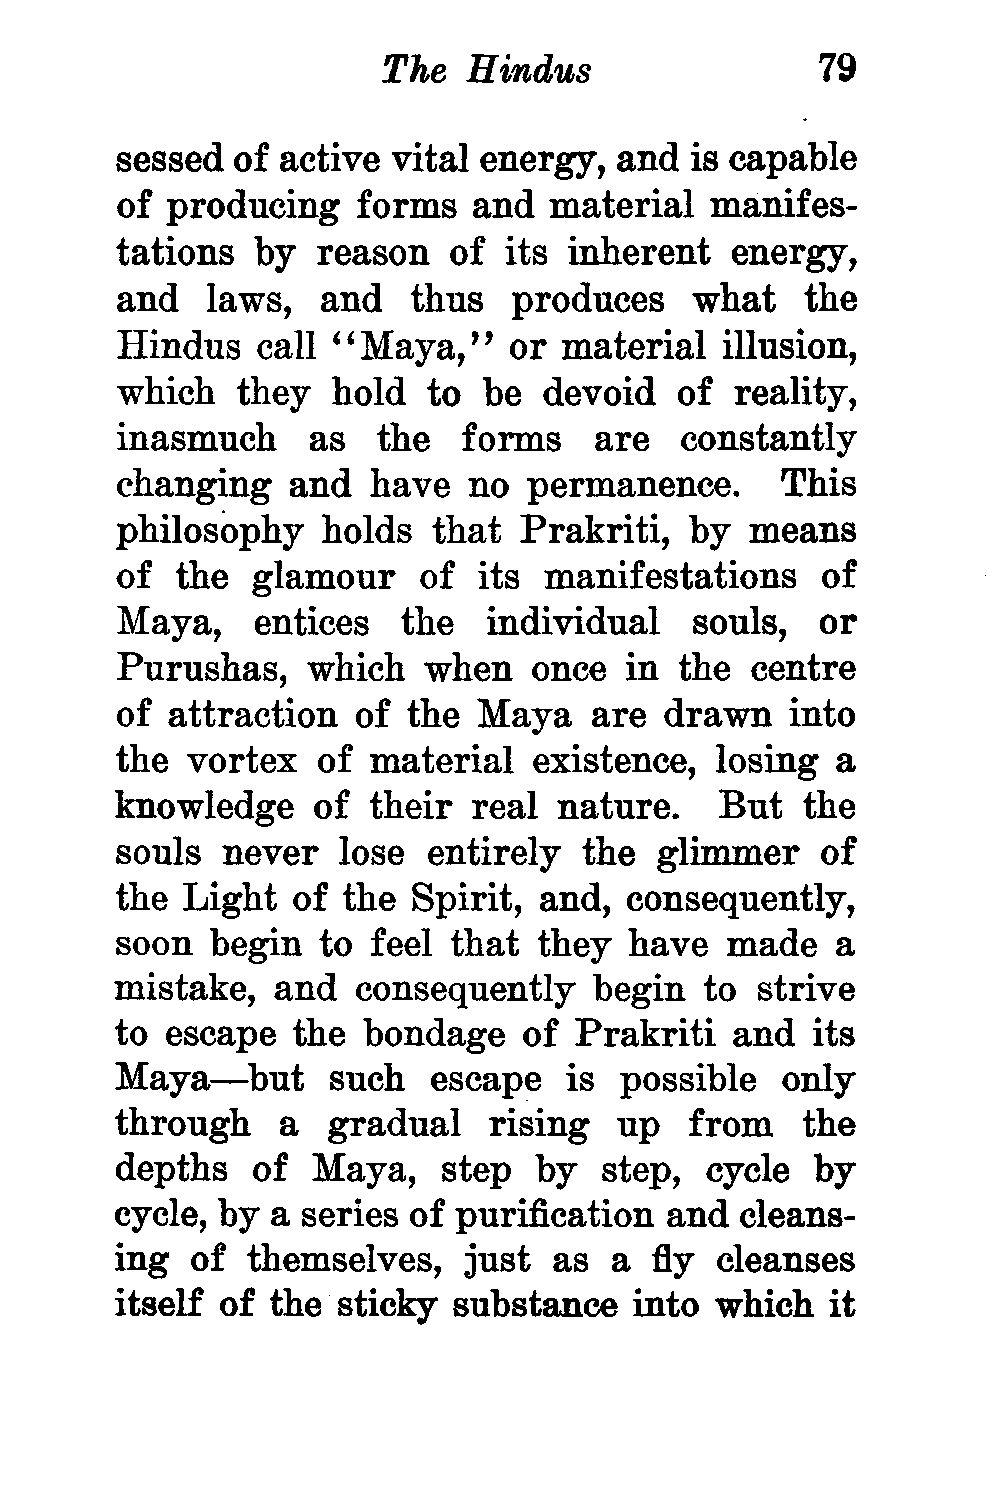 The Hindus 79
sessed of active vital energy, and is capable
of producing forms and material manifes-
tations by reason of its inherent energy,
and laws, and thus produces what the
Hindus call "Maya," or material illusion,
which they hold to be devoid of reality,
inasmuch as the forms are constantly
changing and have no permanence. This
philosophy holds that Prakriti, by means
of the glamour of its manifestations of
Maya, entices the individual souls, or
Purushas, which when once in the centre
of attraction of the Maya are drawn into
the vortex of material existence, losing a
knowledge of their real nature. But the
souls never lose entirely the glimmer of
the Light of the Spirit, and, consequently,
soon begin to feel that they have made a
mistake, and consequently begin to strive
to escape the bondage of Prakriti and its
Maya—but such escape is possible only
through a gradual rising up from the
depths of Maya, step by step, cycle by
cycle, by a series of purification and cleans-
ing of themselves, just as a fly cleanses
itself of the sticky substance into which it